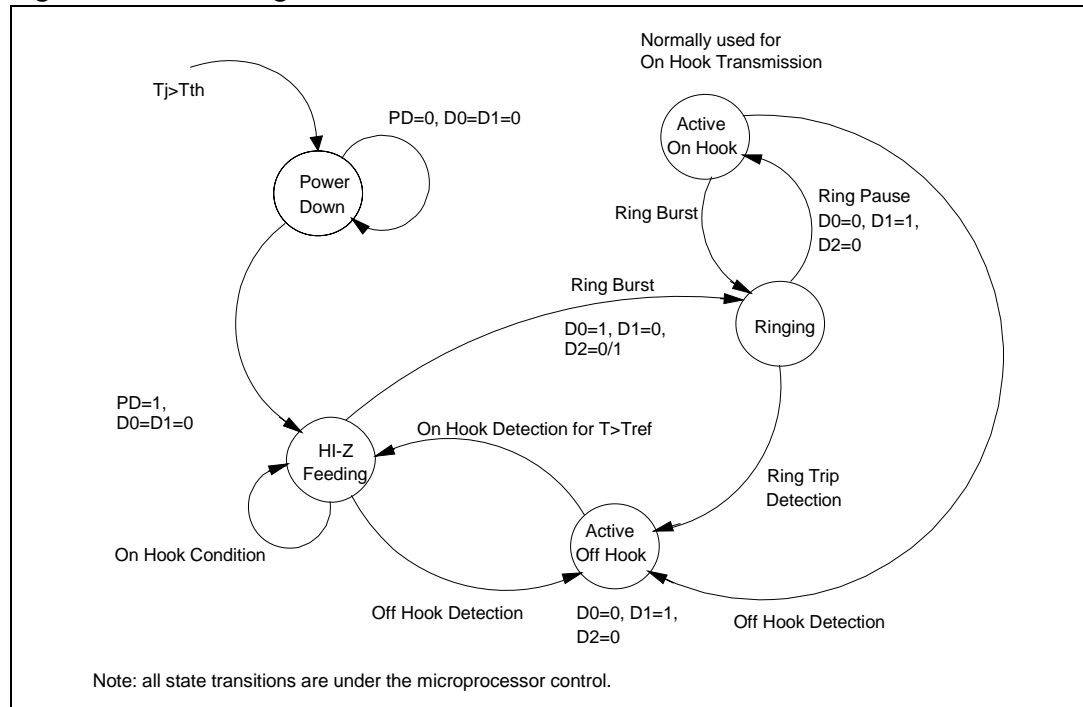 Normally used for
On Hook Transmission
Tj>Tth
PD=0, D0=D1=0
Active
On Hook
Power
Down
Ring Pause
D0=0, D1=1,
D2=0
Ring Burst
Ring Burst
Ringing
D0=1, D1=0,
D2=0/1
PD=1,
D0=D1=0
On Hook Detection for T>Tref
HI-Z
Feeding
Ring Trip
Detection
Active
Off Hook
On Hook Condition
Off Hook Detection
D0=0, D1=1,
D2=0
Off Hook Detection
Note: all state transitions are under the microprocessor control.